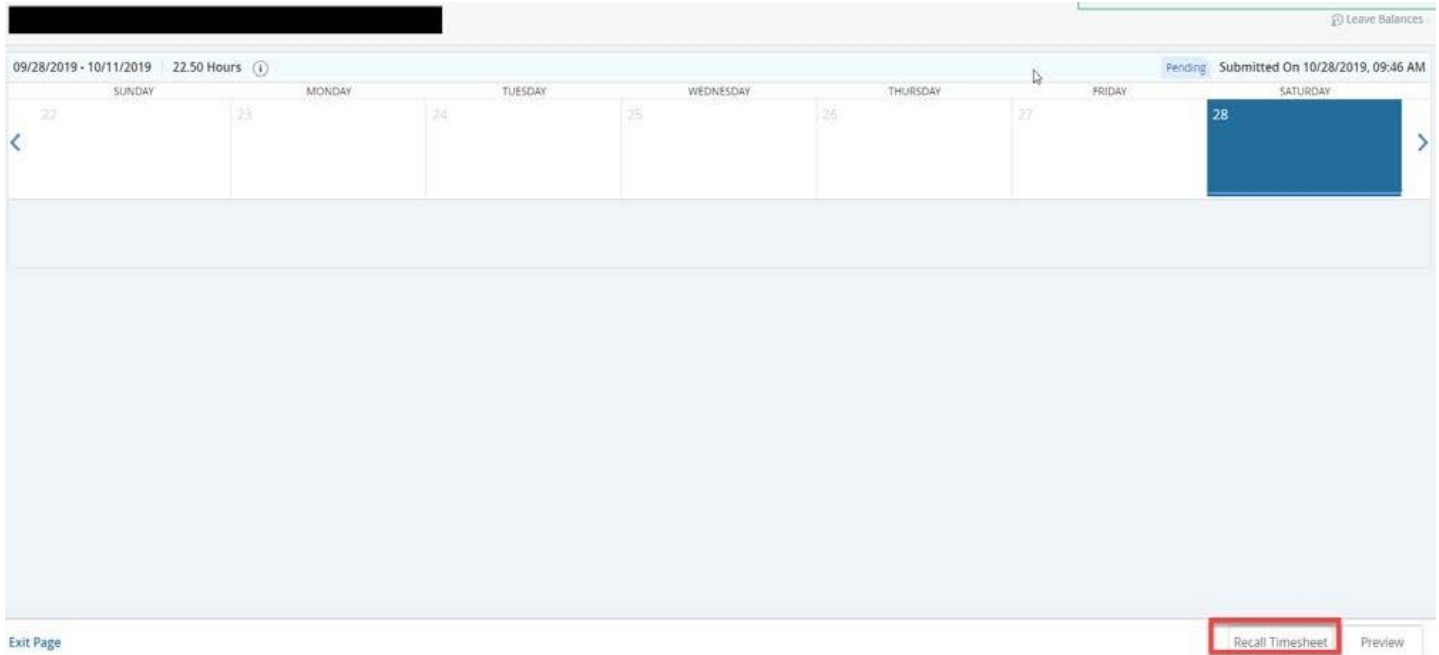 Leave Balances
09/28/2019 - 10/11/2019 22.50 Hours Pending Submitted On 10/28/2019, 09:46 AM
SUNDAY MONDAY TUESDAY WEDNESDAY THURSDAY FRIDAY SATURDAY
22 23 24 25 26 27 28
Exit Page Recall Timesheet Preview